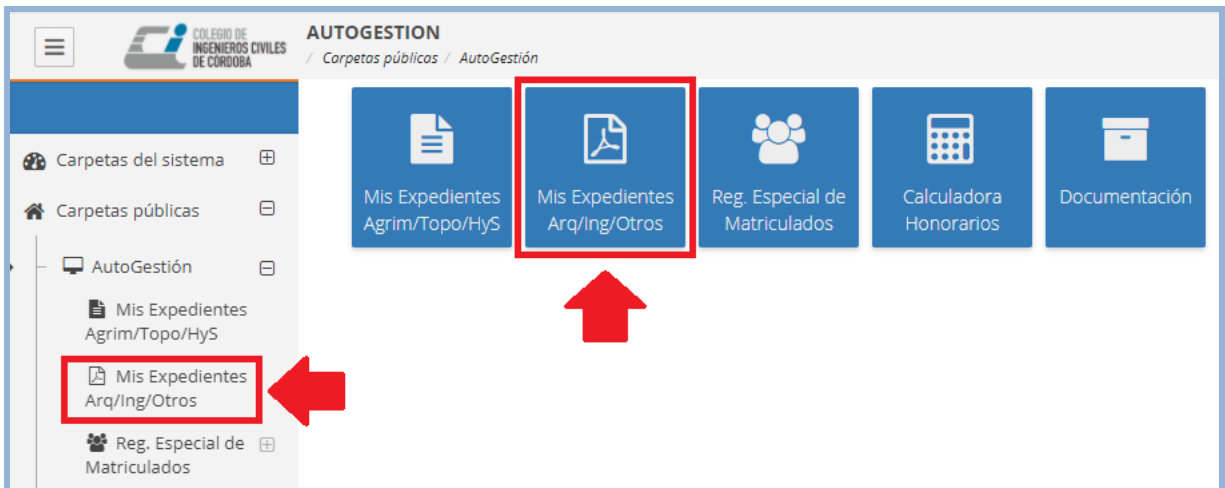 COLEGIO DE
INGENIEROS CIVILES
DE CÓRDOBA
AUTOGESTION
/ Carpetas públicas / AutoGestión
Carpetas del sistema
Carpetas públicas
AutoGestión
Mis Expedientes
Agrim/Topo/HyS
Mis Expedientes
Arq/Ing/Otros
Reg. Especial de
Matriculados
Mis Expedientes
Agrim/Topo/HyS
Mis Expedientes
Arq/Ing/Otros
Reg. Especial de
Matriculados
Calculadora
Honorarios
Documentación